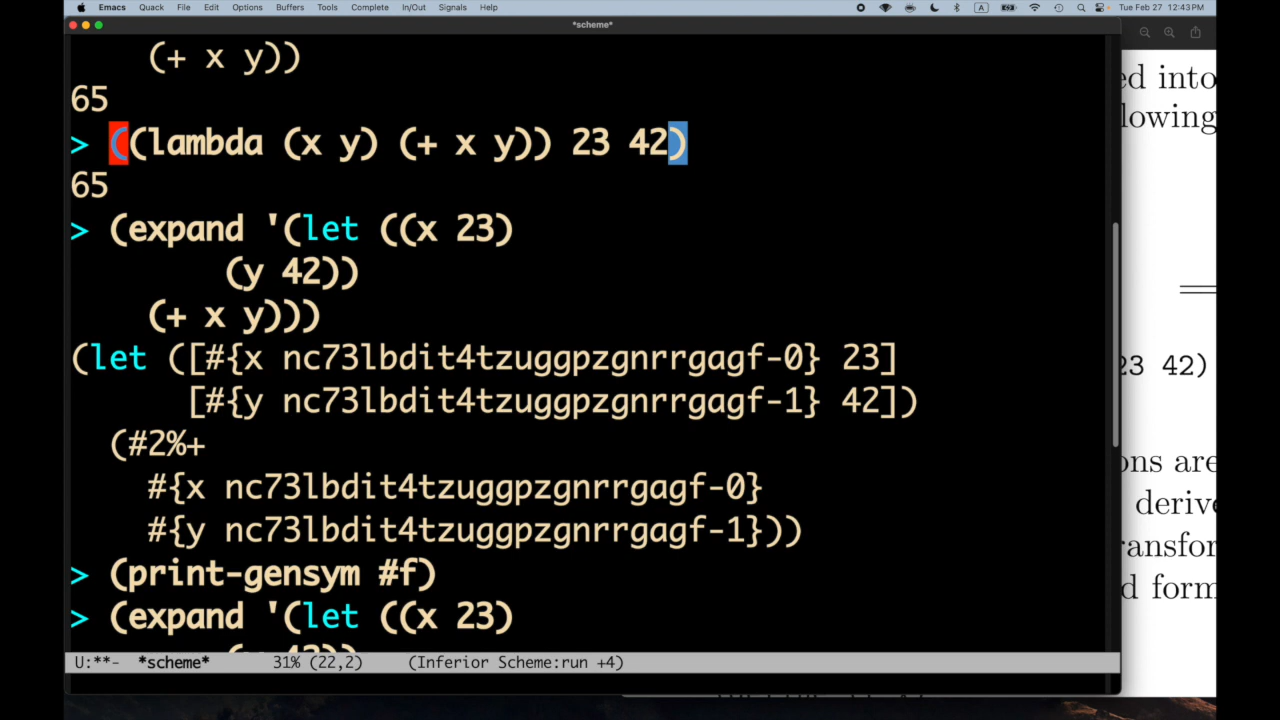 Emacs Quack File Edit Options Buffers Tools Complete In/Out Signals Help A Tue Feb 27 12:43 PM
*scheme*
(+ x y))
65
> ((lambda (x y) (+ x y)) 23 42)
65
> (expand '(let ((x 23)
(y 42))
(+ x y)))
(let ([#{x nc73lbdit4tzuggpzgnrrgagf-0} 23]
[#{y nc73lbdit4tzuggpzgnrrgagf-1} 42])
(#2%+
#{x nc73lbdit4tzuggpzgnrrgagf-0}
#{y nc73lbdit4tzuggpzgnrrgagf-1}))
> (print-gensym #f)
> (expand '(let ((x 23)
(y 42))
U:**- *scheme* 31% (22,2) (Inferior Scheme:run +4)
ed into
lowing
23 42)
ons are
derive
ransfor
d form